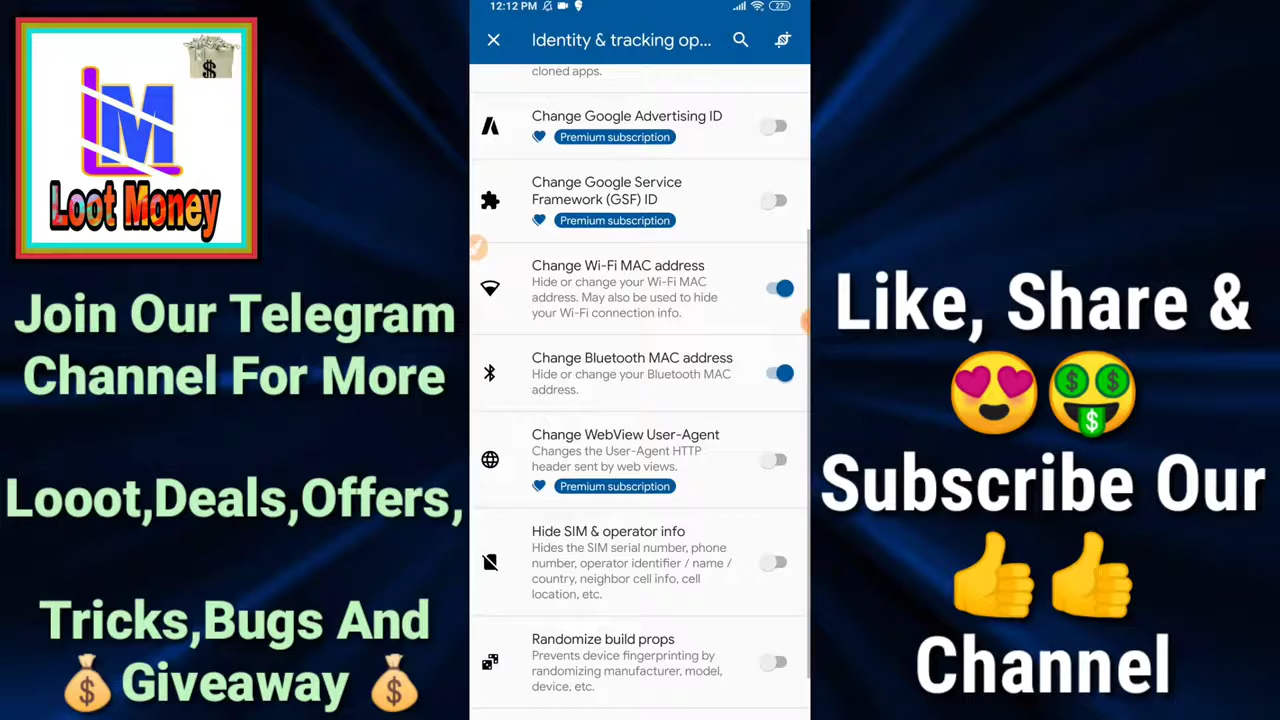 LM
Loot Money
Join Our Telegram
Channel For More
Looot,Deals,Offers,
Tricks,Bugs And
Giveaway
12:12 PM
27
Identity & tracking op...
cloned apps.
Change Google Advertising ID
Premium subscription
Change Google Service
Framework (GSF) ID
Premium subscription
Change Wi-Fi MAC address
Hide or change your Wi-Fi MAC
address. May also be used to hide
your Wi-Fi connection info.
Change Bluetooth MAC address
Hide or change your Bluetooth MAC
address.
Change WebView User-Agent
Changes the User-Agent HTTP
header sent by web views.
Premium subscription
Hide SIM & operator info
Hides the SIM serial number, phone
number, operator identifier / name /
country, neighbor cell info, cell
location, etc.
Randomize build props
Prevents device fingerprinting by
randomizing manufacturer, model,
device, etc.
Like, Share &
Subscribe Our
Channel